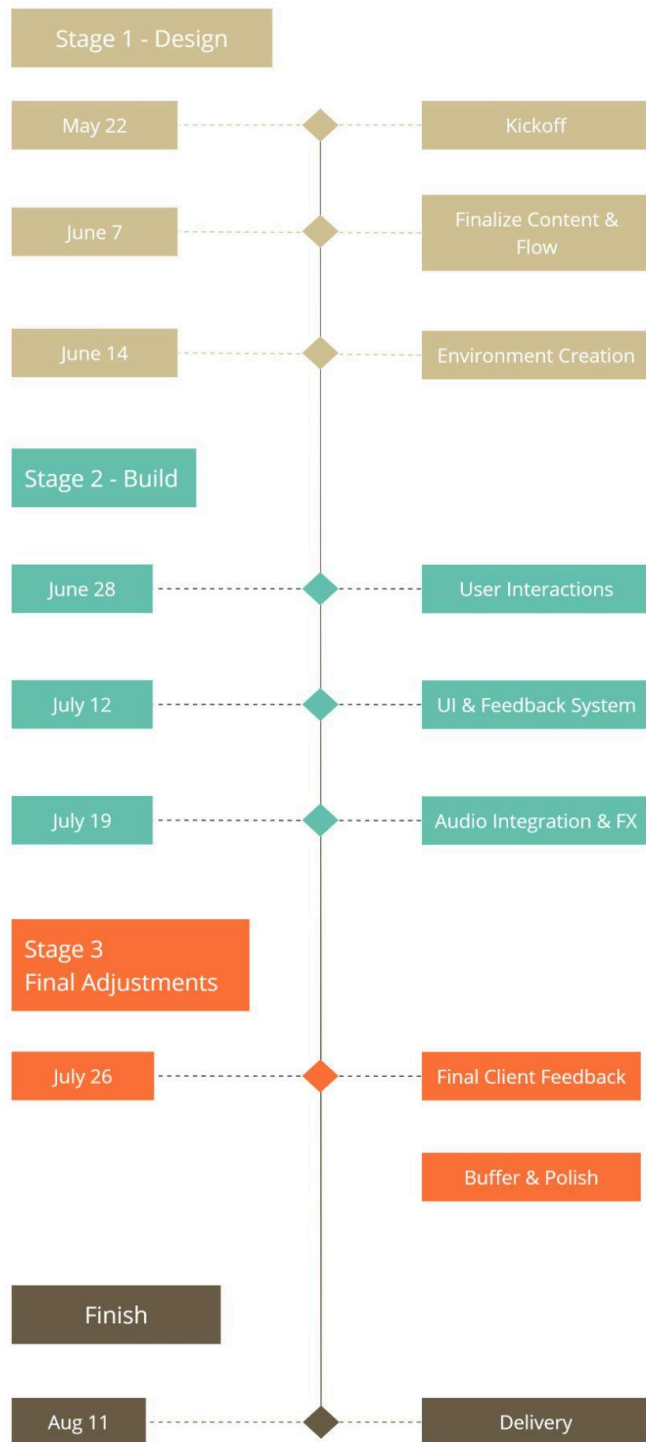 Stage 1 - Design
May 22
Kickoff
June 7
Finalize Content &
Flow
June 14
Environment Creation
Stage 2 - Build
June 28
User Interactions
July 12
UI & Feedback System
July 19
Audio Integration & FX
Stage 3
Final Adjustments
July 26
Final Client Feedback
Buffer & Polish
Finish
Aug 11
Delivery